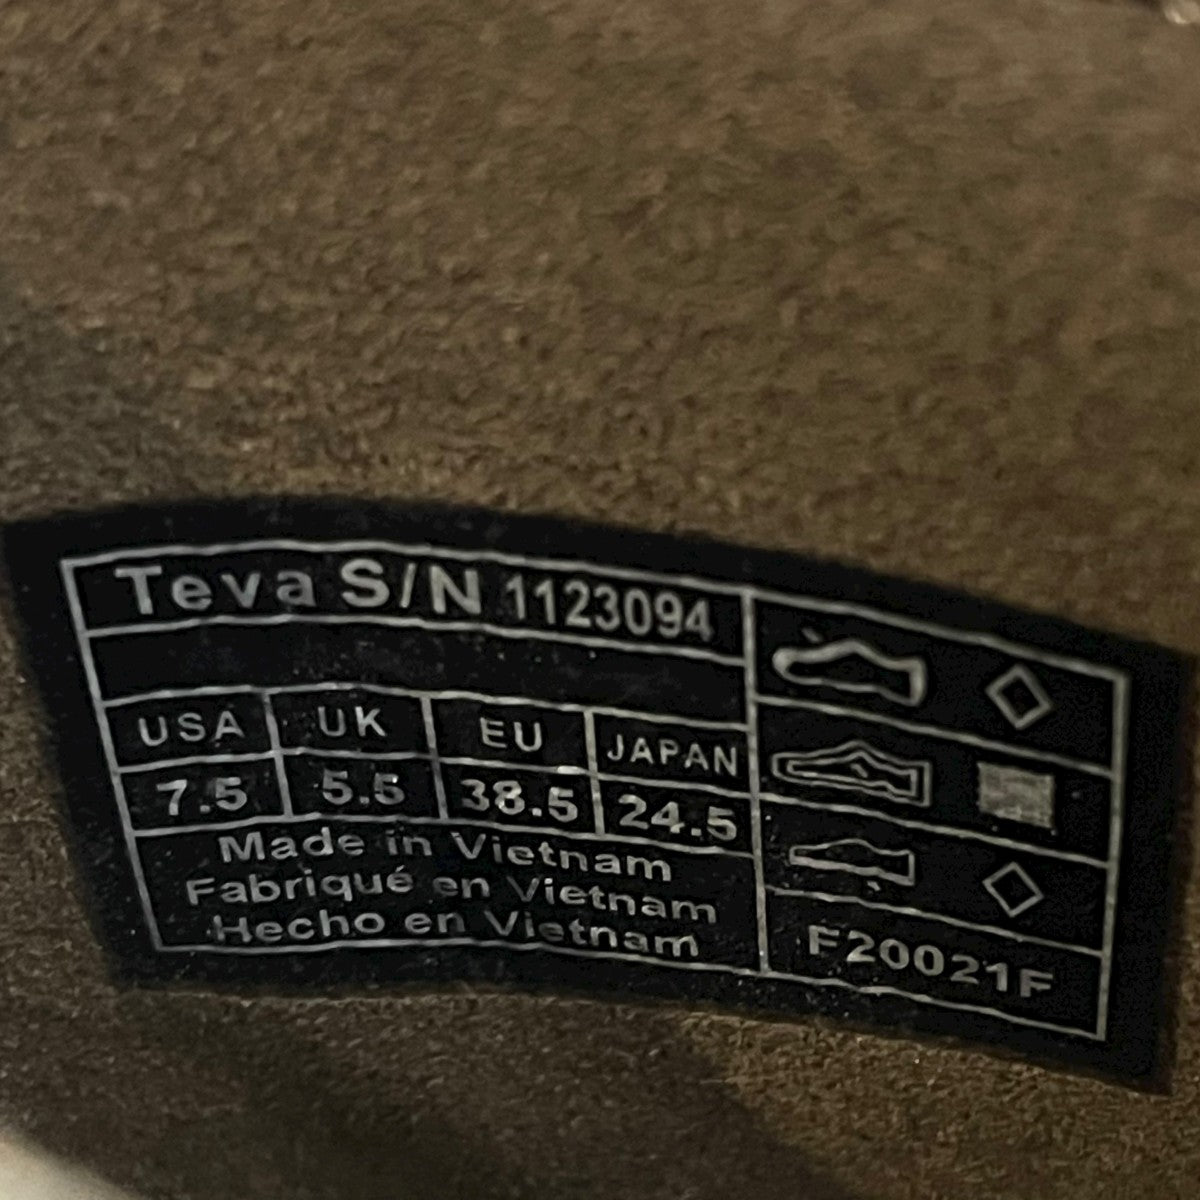 Teva S/N 1123094
USA UK EU JAPAN
7.5 5.5 38.5 24.5
Made in Vietnam
Fabriqué en Vietnam
Hecho en Vietnam
F20021F